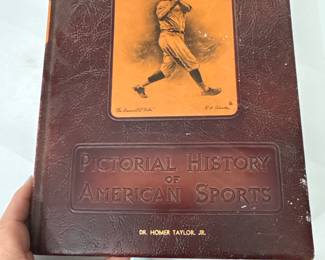 PICTORIAL HISTORY
OF
AMERICAN SPORTS
DR. HOMER TAYLOR, JR.